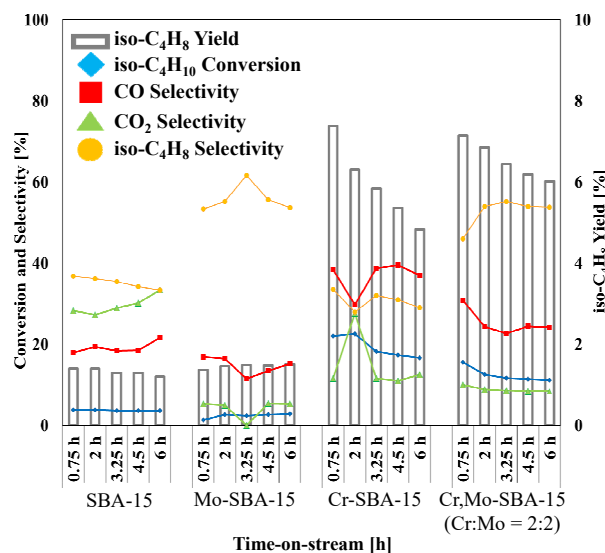 100
80
60
40
20
0
Conversion and Selectivity [%]
iso-C₄H₈ Yield
iso-C₄H₁₀ Conversion
CO Selectivity
CO₂ Selectivity
iso-C₄H₈ Selectivity
10
8
6
4
2
0
iso-C₄H₈ Yield [%]
0.75 h
2 h
3.25 h
4.5 h
6 h
0.75 h
2 h
3.25 h
4.5 h
6 h
0.75 h
2 h
3.25 h
4.5 h
6 h
0.75 h
2 h
3.25 h
4.5 h
6 h
SBA-15
Mo-SBA-15
Cr-SBA-15
Cr,Mo-SBA-15
(Cr:Mo = 2:2)
Time-on-stream [h]